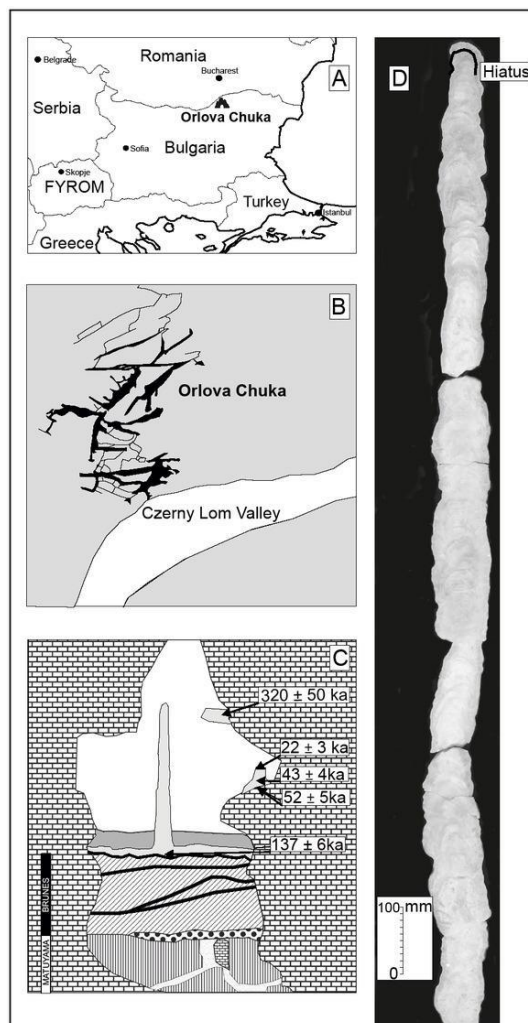 A
Romania
Belgrade
Bucharest
Orlova Chuka
Serbia
Sofia
Bulgaria
Skopje
FYROM
Turkey
Istanbul
Greece
B
Orlova Chuka
Czerny Lom Valley
C
320 ± 50 ka
22 ± 3 ka
43 ± 4ka
52 ± 5ka
137 ± 6ka
BRUNES
MATUYAMA
D
Hiatus
100 mm
0